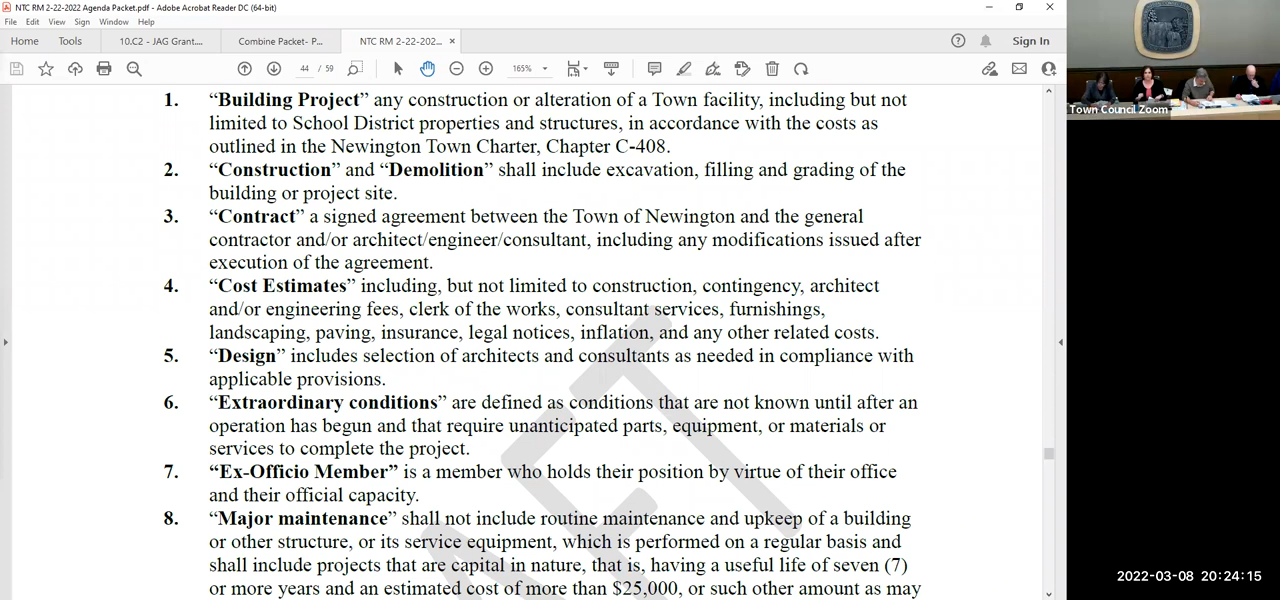 NTC RM 2-22-2022 Agenda Packet.pdf - Adobe Acrobat Reader DC (64-bit)
File Edit View Sign Window Help
Home Tools 10.C2 - JAG Grant.... Combine Packet- P... NTC RM 2-22-202... × Sign In
44 / 59 165%
1. “Building Project” any construction or alteration of a Town facility, including but not
limited to School District properties and structures, in accordance with the costs as
outlined in the Newington Town Charter, Chapter C-408.
2. “Construction” and “Demolition” shall include excavation, filling and grading of the
building or project site.
3. “Contract” a signed agreement between the Town of Newington and the general
contractor and/or architect/engineer/consultant, including any modifications issued after
execution of the agreement.
4. “Cost Estimates” including, but not limited to construction, contingency, architect
and/or engineering fees, clerk of the works, consultant services, furnishings,
landscaping, paving, insurance, legal notices, inflation, and any other related costs.
5. “Design” includes selection of architects and consultants as needed in compliance with
applicable provisions.
6. “Extraordinary conditions” are defined as conditions that are not known until after an
operation has begun and that require unanticipated parts, equipment, or materials or
services to complete the project.
7. “Ex-Officio Member” is a member who holds their position by virtue of their office
and their official capacity.
8. “Major maintenance” shall not include routine maintenance and upkeep of a building
or other structure, or its service equipment, which is performed on a regular basis and
shall include projects that are capital in nature, that is, having a useful life of seven (7)
or more years and an estimated cost of more than $25,000, or such other amount as may
AFT
Town Council Zoom
2022-03-08 20:24:15